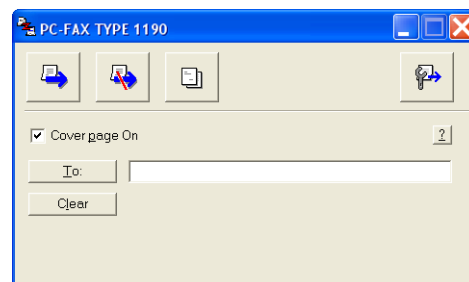 PC-FAX TYPE 1190
Cover page On
?
To:
Clear